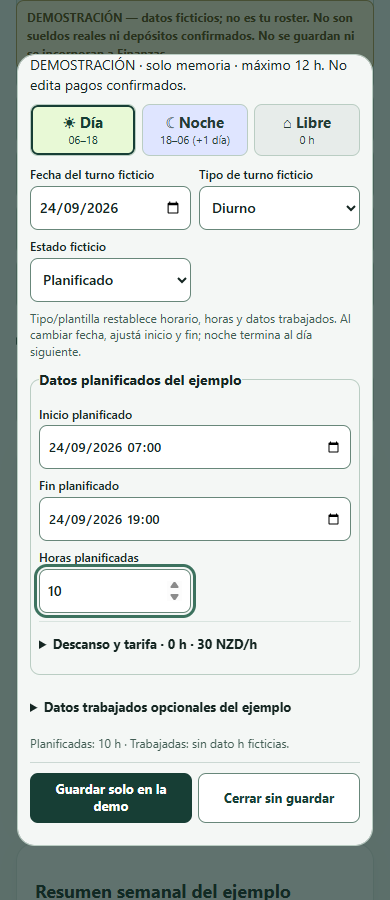 DEMOSTRACIÓN — datos ficticios; no es tu roster. No son
sueldos reales ni depósitos confirmados. No se guardan ni
DEMOSTRACIÓN · solo memoria · máximo 12 h. No
edita pagos confirmados.
☀ Día
06–18
☾ Noche
18–06 (+1 día)
⌂ Libre
0 h
Fecha del turno ficticio
Tipo de turno ficticio
24/09/2026
Diurno
Estado ficticio
Planificado
Tipo/plantilla restablece horario, horas y datos trabajados. Al
cambiar fecha, ajustá inicio y fin; noche termina al día
siguiente.
Datos planificados del ejemplo
Inicio planificado
24/09/2026 07:00
Fin planificado
24/09/2026 19:00
Horas planificadas
10
▶ Descanso y tarifa · 0 h · 30 NZD/h
▶ Datos trabajados opcionales del ejemplo
Planificadas: 10 h · Trabajadas: sin dato h ficticias.
Guardar solo en la
demo
Cerrar sin guardar
Resumen semanal del ejemplo